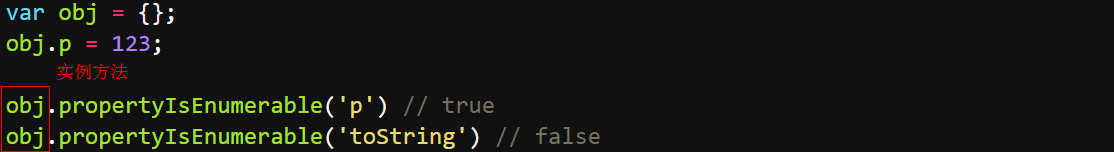 var obj = {};
obj.p = 123;
实例方法
obj.propertyIsEnumerable('p') // true
obj.propertyIsEnumerable('toString') // false